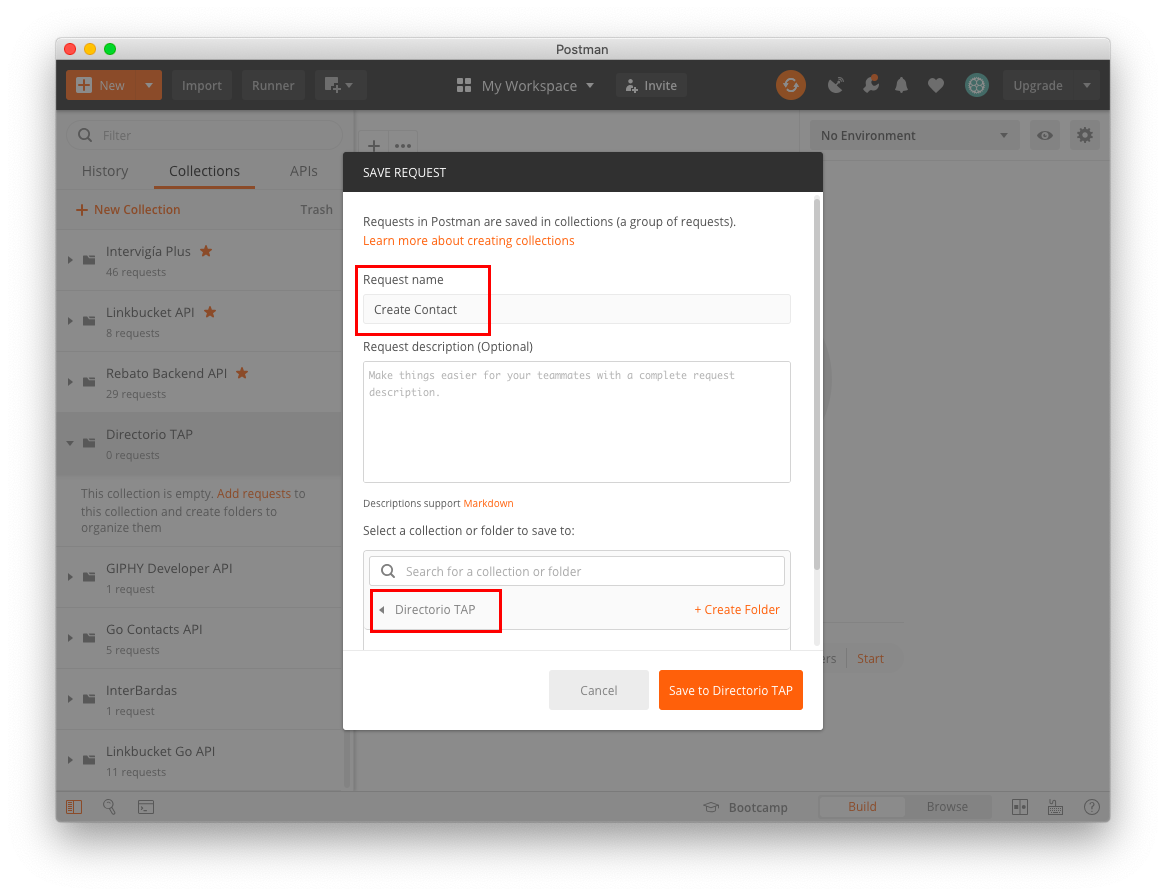 Postman
New
Import
Runner
My Workspace
Invite
Upgrade
Filter
No Environment
History
Collections
APIs
New Collection
Trash
Intervigía Plus
46 requests
Linkbucket API
8 requests
Rebato Backend API
29 requests
Directorio TAP
0 requests
This collection is empty. Add requests to
this collection and create folders to
organize them
GIPHY Developer API
1 request
Go Contacts API
5 requests
InterBardas
1 request
Linkbucket Go API
11 requests
SAVE REQUEST
Requests in Postman are saved in collections (a group of requests).
Learn more about creating collections
Request name
Create Contact
Request description (Optional)
Make things easier for your teammates with a complete request
description.
Descriptions support Markdown
Select a collection or folder to save to:
Search for a collection or folder
Directorio TAP
+ Create Folder
Cancel
Save to Directorio TAP
ers
Start
Bootcamp
Build
Browse